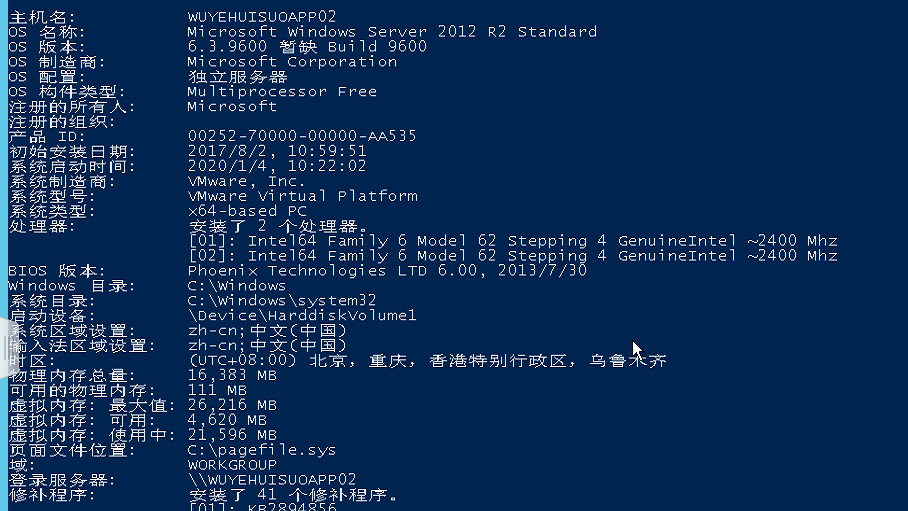 主机名: WUYEHUISUOAPP02
OS 名称: Microsoft Windows Server 2012 R2 Standard
OS 版本: 6.3.9600 暂缺 Build 9600
OS 制造商: Microsoft Corporation
OS 配置: 独立服务器
OS 构件类型: Multiprocessor Free
注册的所有人: Microsoft
注册的组织:
产品 ID: 00252-70000-00000-AA535
初始安装日期: 2017/8/2, 10:59:51
系统启动时间: 2020/1/4, 10:22:02
系统制造商: VMware, Inc.
系统型号: VMware Virtual Platform
系统类型: x64-based PC
处理器: 安装了 2 个处理器。
[01]: Intel64 Family 6 Model 62 Stepping 4 GenuineIntel ~2400 Mhz
[02]: Intel64 Family 6 Model 62 Stepping 4 GenuineIntel ~2400 Mhz
BIOS 版本: Phoenix Technologies LTD 6.00, 2013/7/30
Windows 目录: C:\Windows
系统目录: C:\Windows\system32
启动设备: \Device\HarddiskVolume1
系统区域设置: zh-cn;中文(中国)
输入法区域设置: zh-cn;中文(中国)
时区: (UTC+08:00) 北京，重庆，香港特别行政区，乌鲁木齐
物理内存总量: 16,383 MB
可用的物理内存: 111 MB
虚拟内存: 最大值: 26,216 MB
虚拟内存: 可用: 4,620 MB
虚拟内存: 使用中: 21,596 MB
页面文件位置: C:\pagefile.sys
域: WORKGROUP
登录服务器: \\WUYEHUISUOAPP02
修补程序: 安装了 41 个修补程序。
[01]: KB2894856